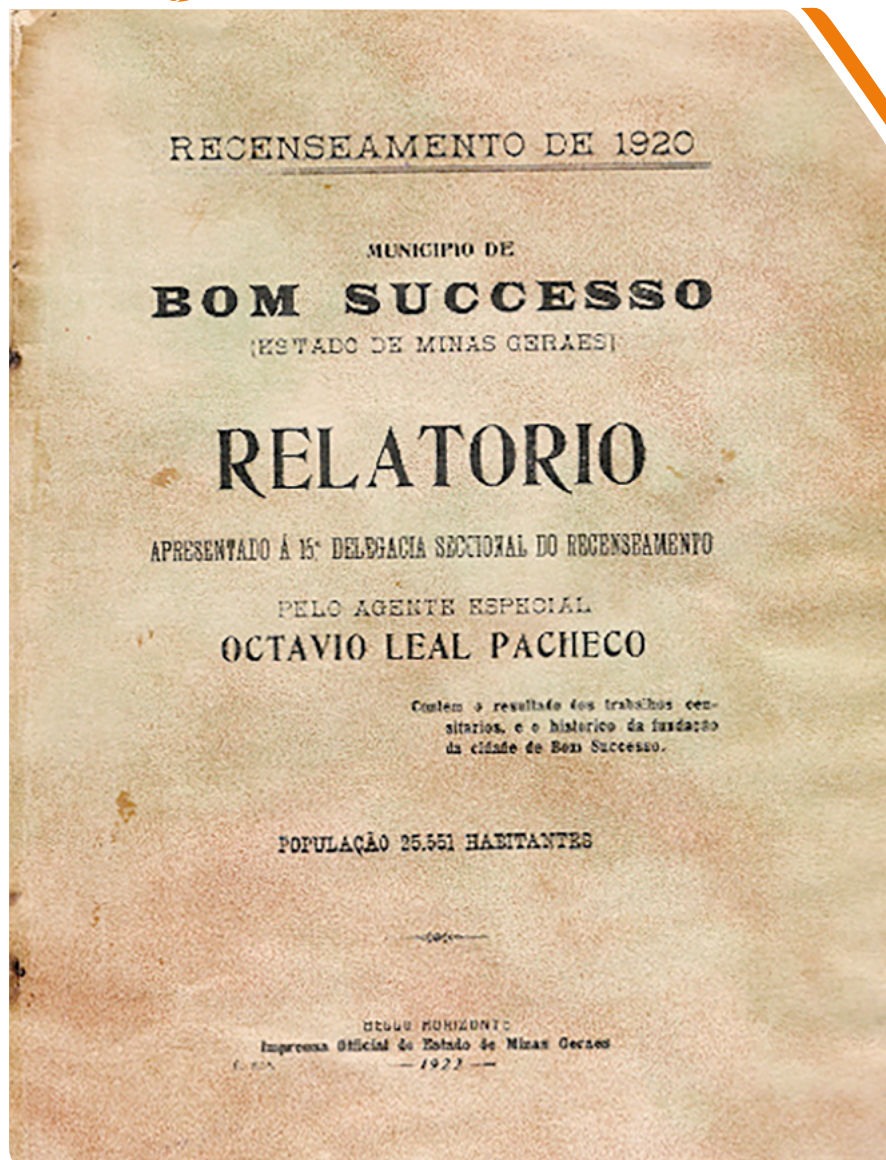 RECENSEAMENTO DE 1920
MUNICIPIO DE
BOM SUCCESSO
(ESTADO DE MINAS GERAES)
RELATORIO
APRESENTADO Á 15ª DELEGACIA SECCIONAL DO RECENSEAMENTO
PELO AGENTE ESPECIAL
OCTAVIO LEAL PACHECO
Contém o resultado dos trabalhos cen-
sitarios, e o historico da fundação
da cidade de Bom Successo.
POPULAÇÃO 25.551 HABITANTES
BELLO HORIZONTE
Imprensa Official do Estado de Minas Geraes
— 1922 —